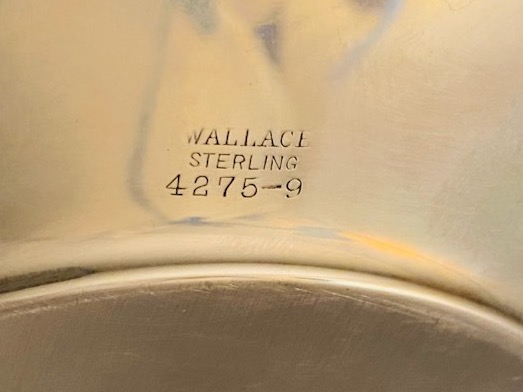 WALLACE
STERLING
4275-9